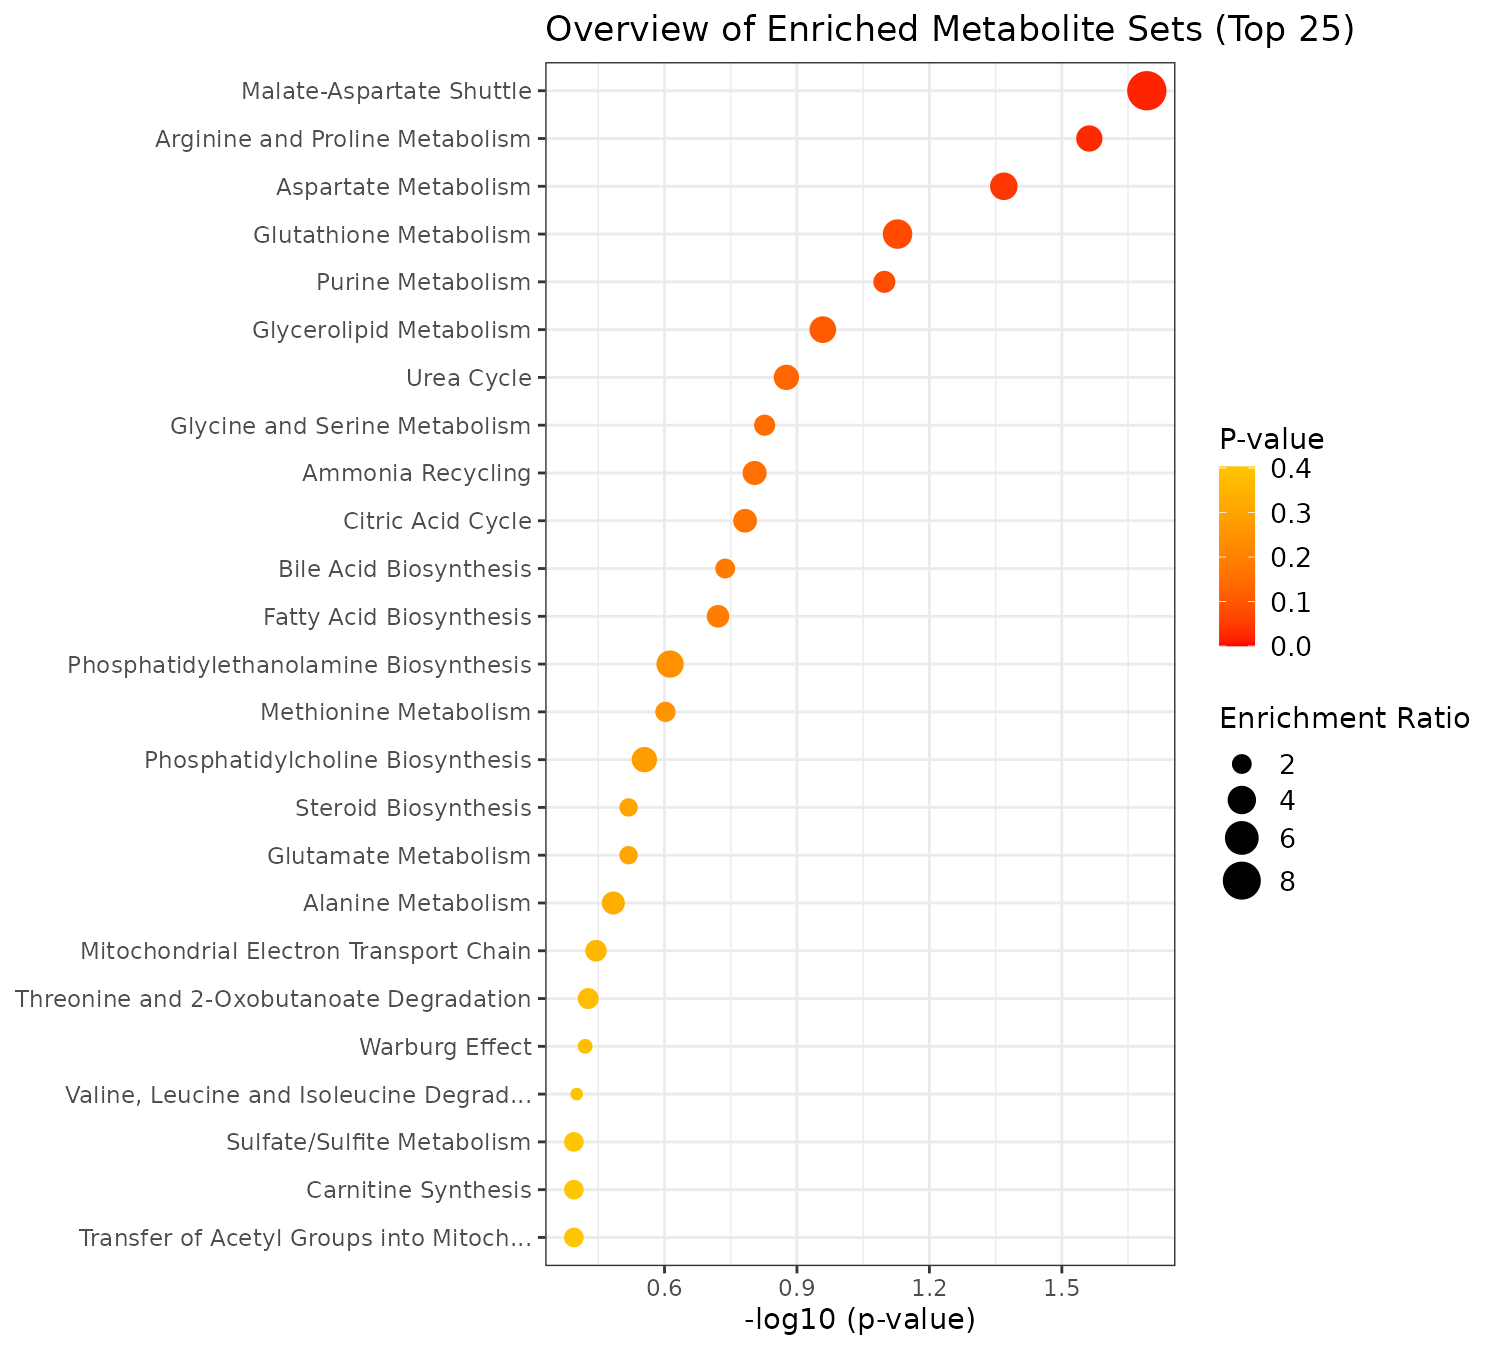 Overview of Enriched Metabolite Sets (Top 25)
Malate-Aspartate Shuttle
Arginine and Proline Metabolism
Aspartate Metabolism
Glutathione Metabolism
Purine Metabolism
Glycerolipid Metabolism
Urea Cycle
Glycine and Serine Metabolism
Ammonia Recycling
Citric Acid Cycle
Bile Acid Biosynthesis
Fatty Acid Biosynthesis
Phosphatidylethanolamine Biosynthesis
Methionine Metabolism
Phosphatidylcholine Biosynthesis
Steroid Biosynthesis
Glutamate Metabolism
Alanine Metabolism
Mitochondrial Electron Transport Chain
Threonine and 2-Oxobutanoate Degradation
Warburg Effect
Valine, Leucine and Isoleucine Degrad...
Sulfate/Sulfite Metabolism
Carnitine Synthesis
Transfer of Acetyl Groups into Mitoch...
0.6 0.9 1.2 1.5
-log10 (p-value)
P-value
0.4
0.3
0.2
0.1
0.0
Enrichment Ratio
2
4
6
8